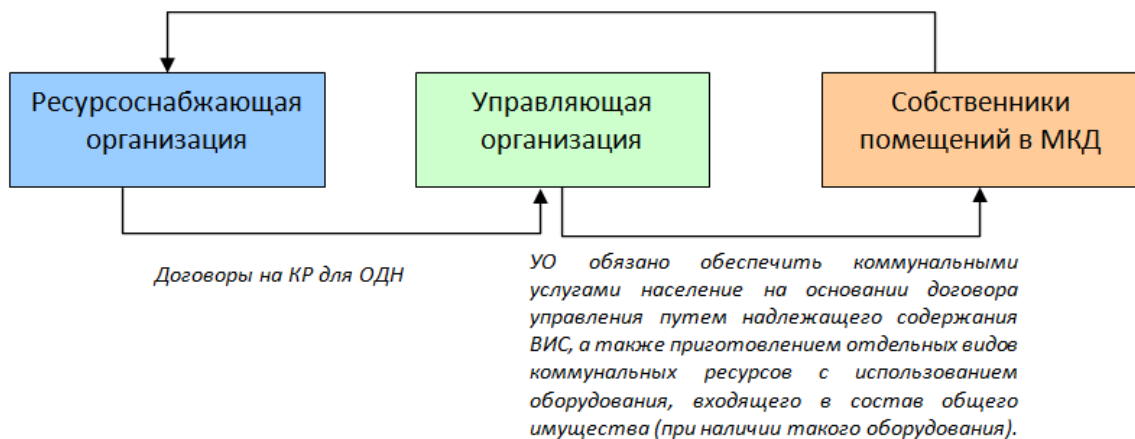 Ресурсоснабжающая
организация
Управляющая
организация
Собственники
помещений в МКД
Договоры на КР для ОДН
УО обязано обеспечить коммунальными
услугами население на основании договора
управления путем надлежащего содержания
ВИС, а также приготовлением отдельных видов
коммунальных ресурсов с использованием
оборудования, входящего в состав общего
имущества (при наличии такого оборудования).